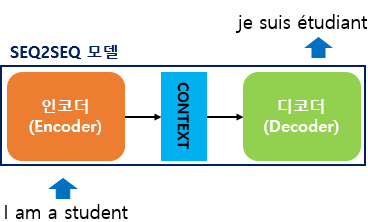 je suis étudiant
SEQ2SEQ 모델
인코더
(Encoder)
CONTEXT
디코더
(Decoder)
I am a student